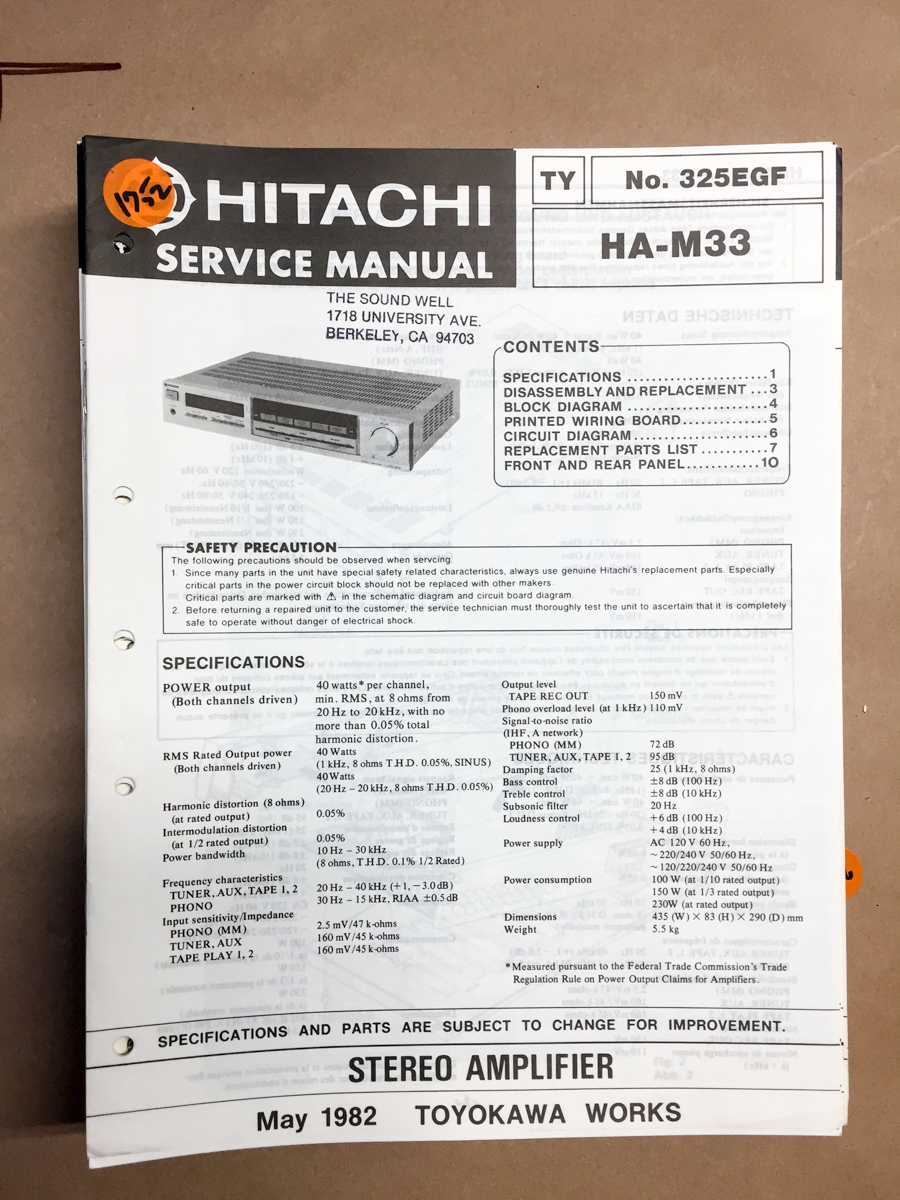 1752
HITACHI
SERVICE MANUAL
TY
No. 325EGF
HA-M33
THE SOUND WELL
1718 UNIVERSITY AVE.
BERKELEY, CA 94703
CONTENTS
SPECIFICATIONS .....................1
DISASSEMBLY AND REPLACEMENT ...3
BLOCK DIAGRAM .....................4
PRINTED WIRING BOARD.............5
CIRCUIT DIAGRAM.....................6
REPLACEMENT PARTS LIST ..........7
FRONT AND REAR PANEL............10
SAFETY PRECAUTION
The following precautions should be observed when servcing.
1. Since many parts in the unit have special safety related characteristics, always use genuine Hitachi's replacement parts. Especially
critical parts in the power circuit block should not be replaced with other makers.
Critical parts are marked with ⚠ in the schematic diagram and circuit board diagram.
2. Before returning a repaired unit to the customer, the service technician must thoroughly test the unit to ascertain that it is completely
safe to operate without danger of electrical shock.
SPECIFICATIONS
POWER output 40 watts* per channel,
(Both channels driven) min. RMS, at 8 ohms from
20 Hz to 20 kHz, with no
more than 0.05% total
harmonic distortion.
RMS Rated Output power 40 Watts
(Both channels driven) (1 kHz, 8 ohms T.H.D. 0.05%, SINUS)
40 Watts
(20 Hz – 20 kHz, 8 ohms T.H.D. 0.05%)
Harmonic distortion (8 ohms)
(at rated output) 0.05%
Intermodulation distortion
(at 1/2 rated output) 0.05%
Power bandwidth 10 Hz – 30 kHz
(8 ohms, T.H.D. 0.1% 1/2 Rated)
Frequency characteristics
TUNER, AUX, TAPE 1, 2 20 Hz – 40 kHz (+1, –3.0 dB)
PHONO 30 Hz – 15 kHz, RIAA ±0.5 dB
Input sensitivity/Impedance
PHONO (MM) 2.5 mV/47 k-ohms
TUNER, AUX 160 mV/45 k-ohms
TAPE PLAY 1, 2 160 mV/45 k-ohms
Output level
TAPE REC OUT 150 mV
Phono overload level (at 1 kHz) 110 mV
Signal-to-noise ratio
(IHF, A network)
PHONO (MM) 72 dB
TUNER, AUX, TAPE 1, 2 95 dB
Damping factor 25 (1 kHz, 8 ohms)
Bass control ±8 dB (100 Hz)
Treble control ±8 dB (10 kHz)
Subsonic filter 20 Hz
Loudness control +6 dB (100 Hz)
+4 dB (10 kHz)
Power supply AC 120 V 60 Hz,
~220/240 V 50/60 Hz,
~120/220/240 V 50/60 Hz
Power consumption 100 W (at 1/10 rated output)
150 W (at 1/3 rated output)
230W (at rated output)
Dimensions 435 (W) × 83 (H) × 290 (D) mm
Weight 5.5 kg
*Measured pursuant to the Federal Trade Commission's Trade
Regulation Rule on Power Output Claims for Amplifiers.
SPECIFICATIONS AND PARTS ARE SUBJECT TO CHANGE FOR IMPROVEMENT.
STEREO AMPLIFIER
May 1982 TOYOKAWA WORKS